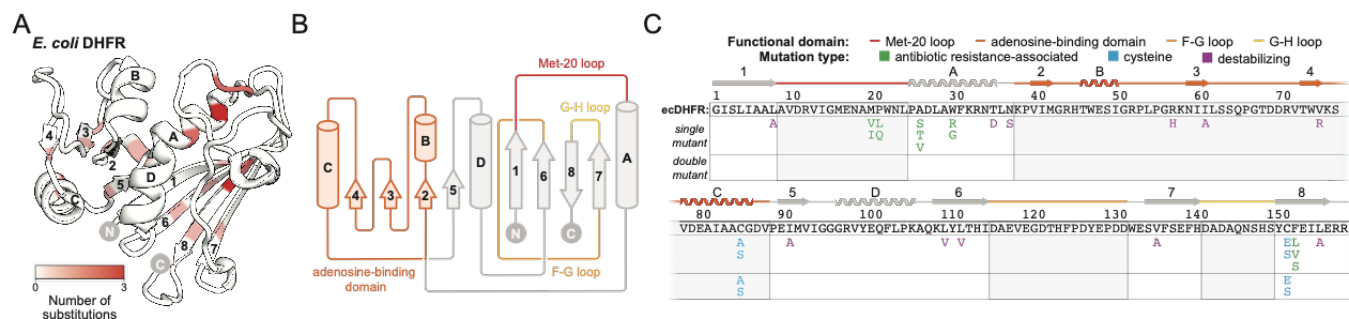 A
E. coli DHFR
B
4
3
2
A
5
D
1
C
N
6
8
7
C
0
3
Number of
substitutions
B
Met-20 loop
G-H loop
C
4
3
B
2
5
D
1
6
8
7
A
N
C
adenosine-binding
domain
F-G loop
C
Functional domain: Met-20 loop adenosine-binding domain F-G loop G-H loop
Mutation type: antibiotic resistance-associated cysteine destabilizing
1 A 2 B 3 4
1 10 20 30 40 50 60 70
ecDHFR: GISLIAALAVDRVIGMENAMPWNLPADLAWFKRNTLNKPVIMGRHTWESIGRPLPGRKNIILSSQPGTDDRVTWVKS
single
mutant
A VL S R D S H A R
IQ T G
V
double
mutant
C 5 D 6 7 8
80 90 100 110 120 130 140 150
VDEAIAACGDVPEIMVIGGGRVYEQFLPKAQKLYLTHIDAEVEGDTHFPDYEPDDWESVFSEFHDADAQNSHSYCFEILERR
A A V A A E L A
S S V
S
A E
S S